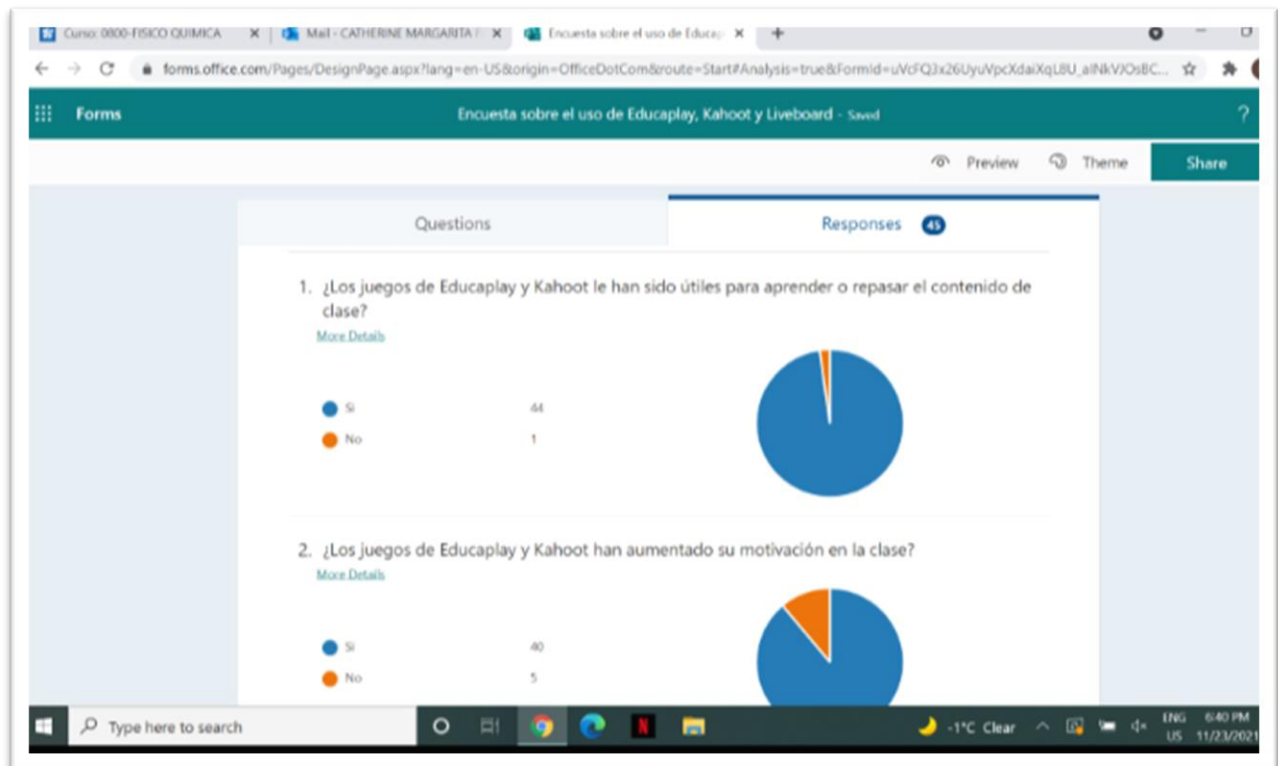 Curso: 0800-FISICO QUIMICA
Mail - CATHERINE MARGARITA
Encuesta sobre el uso de Educap
forms.office.com/Pages/DesignPage.aspx?lang=en-US&origin=OfficeDotCom&route=Start#Analysis=true&FormId=
Forms
Encuesta sobre el uso de Educaplay, Kahoot y Liveboard - Saved
?
Preview
Theme
Share
Questions
Responses 45
1. ¿Los juegos de Educaplay y Kahoot le han sido útiles para aprender o repasar el contenido de
clase?
More Details
Si 44
No 1
2. ¿Los juegos de Educaplay y Kahoot han aumentado su motivación en la clase?
More Details
Si 40
No 5
Type here to search
N
-1°C Clear
ENG 6:40 PM
US 11/23/2021